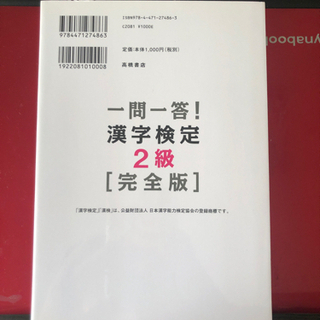 ynaboo
9784471274863
1922081010006
ISBN978-4-471-27486-3
C2081 ¥1000E
定価:本体1,000円(税別)
高橋書店
一問一答!
漢字検定
2級
[完全版]
「漢字検定」「漢検」は、公益財団法人 日本漢字能力検定協会の登録商標です。